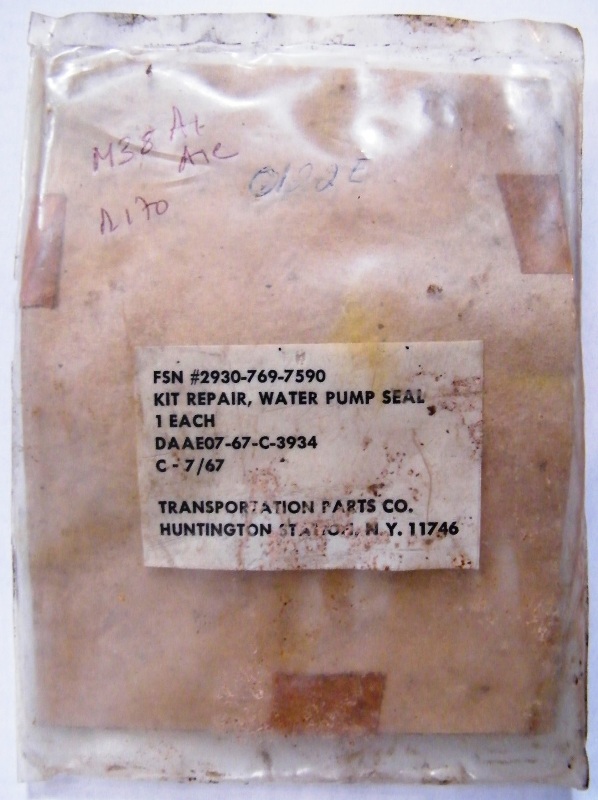 M38 A1
A170
FSN #2930-769-7590
KIT REPAIR, WATER PUMP SEAL
1 EACH
DAAE07-67-C-3934
C - 7/67
TRANSPORTATION PARTS CO.
HUNTINGTON STATION, N.Y. 11746